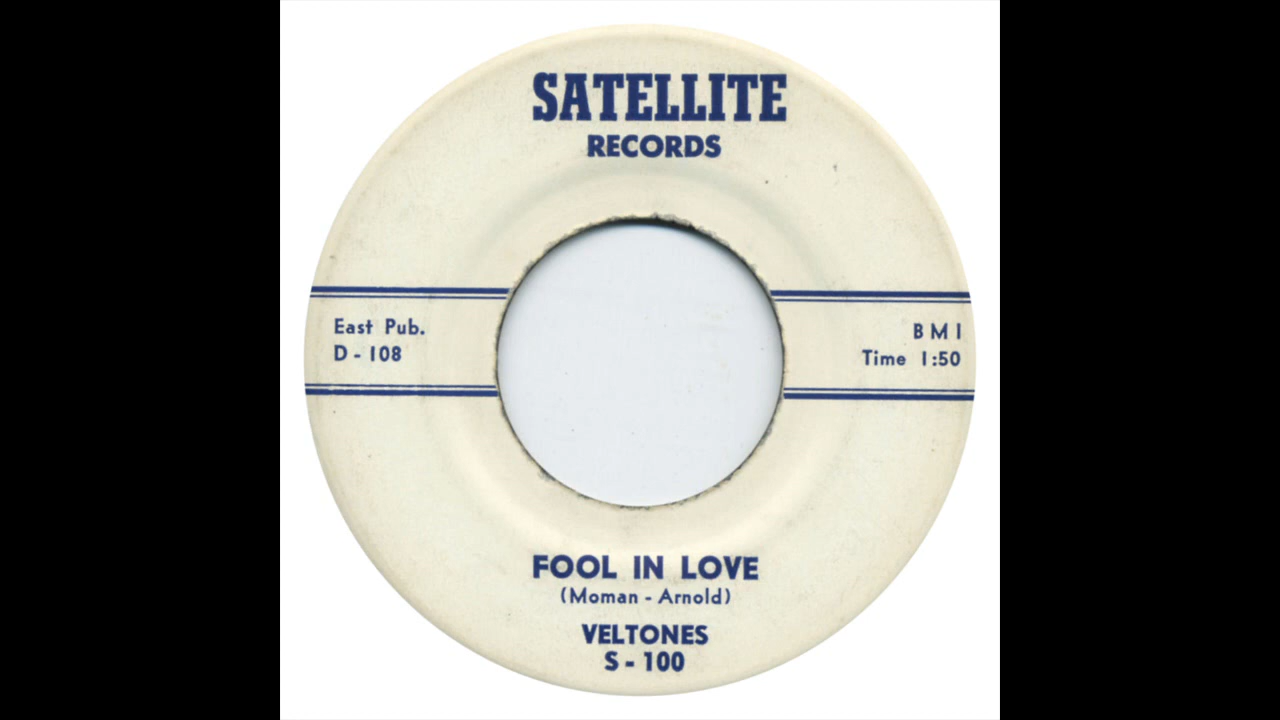 SATELLITE
RECORDS
East Pub.
D - 108
B M I
Time 1:50
FOOL IN LOVE
(Moman - Arnold)
VELTONES
S - 100